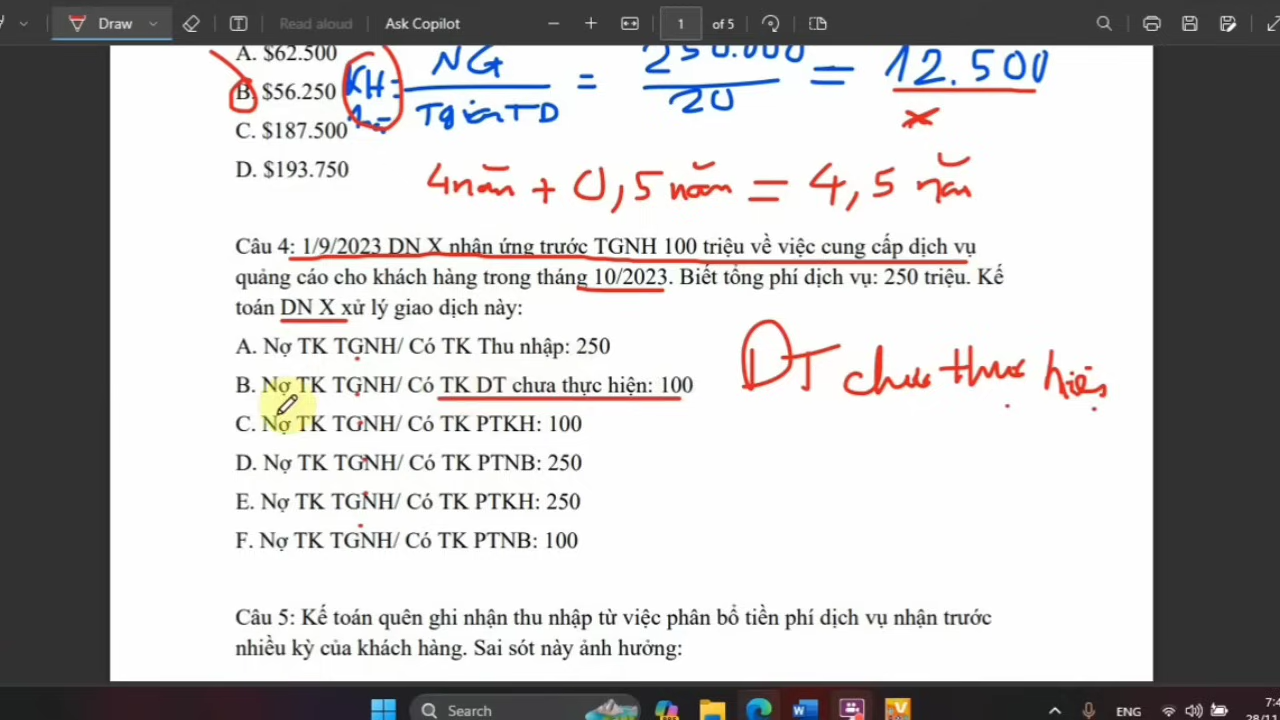 Draw
Read aloud
Ask Copilot
1 of 5
A. $62.500
B. $56.250
C. $187.500
D. $193.750
KH = NG = 250.000 = 12.500
TgianTD 20
4 năm + 0,5 năm = 4,5 năm
Câu 4: 1/9/2023 DN X nhận ứng trước TGNH 100 triệu về việc cung cấp dịch vụ
quảng cáo cho khách hàng trong tháng 10/2023. Biết tổng phí dịch vụ: 250 triệu. Kế
toán DN X xử lý giao dịch này:
A. Nợ TK TGNH/ Có TK Thu nhập: 250
B. Nợ TK TGNH/ Có TK DT chưa thực hiện: 100
DT chưa thực hiện
C. Nợ TK TGNH/ Có TK PTKH: 100
D. Nợ TK TGNH/ Có TK PTNB: 250
E. Nợ TK TGNH/ Có TK PTKH: 250
F. Nợ TK TGNH/ Có TK PTNB: 100
Câu 5: Kế toán quên ghi nhận thu nhập từ việc phân bổ tiền phí dịch vụ nhận trước
nhiều kỳ của khách hàng. Sai sót này ảnh hưởng:
Search
ENG